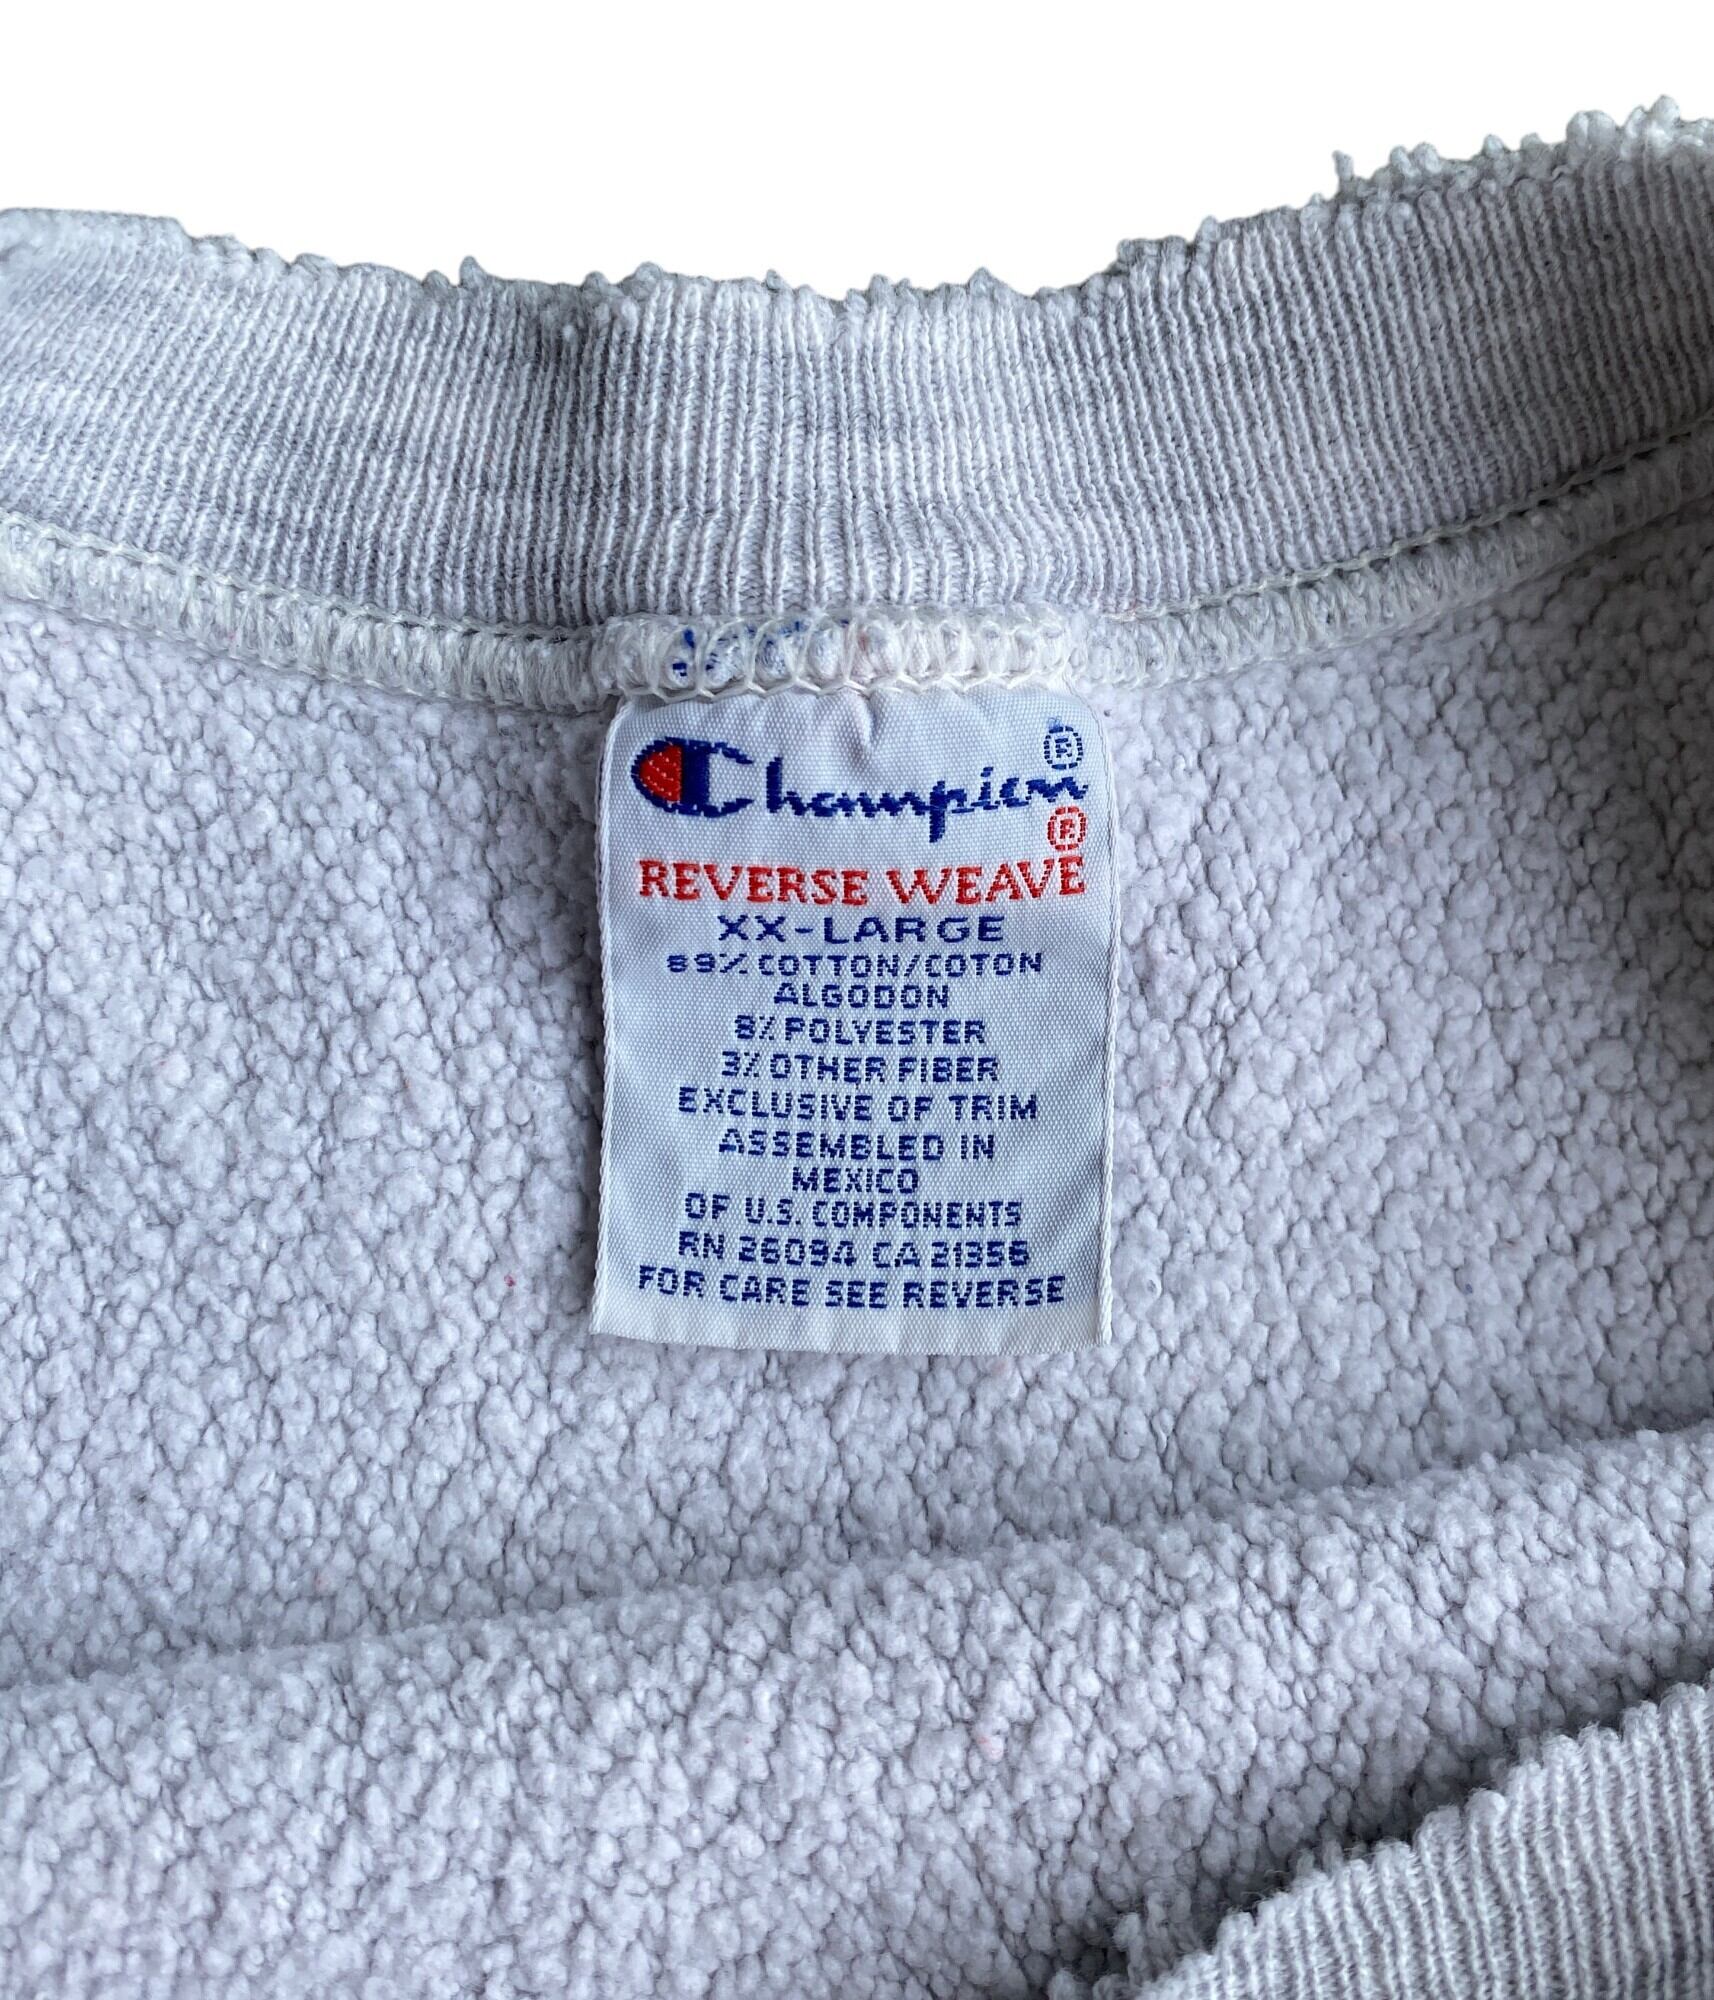 Champion ®
®
REVERSE WEAVE
XX-LARGE
89% COTTON/COTON
ALGODON
8% POLYESTER
3% OTHER FIBER
EXCLUSIVE OF TRIM
ASSEMBLED IN
MEXICO
OF U.S. COMPONENTS
RN 26094 CA 21356
FOR CARE SEE REVERSE